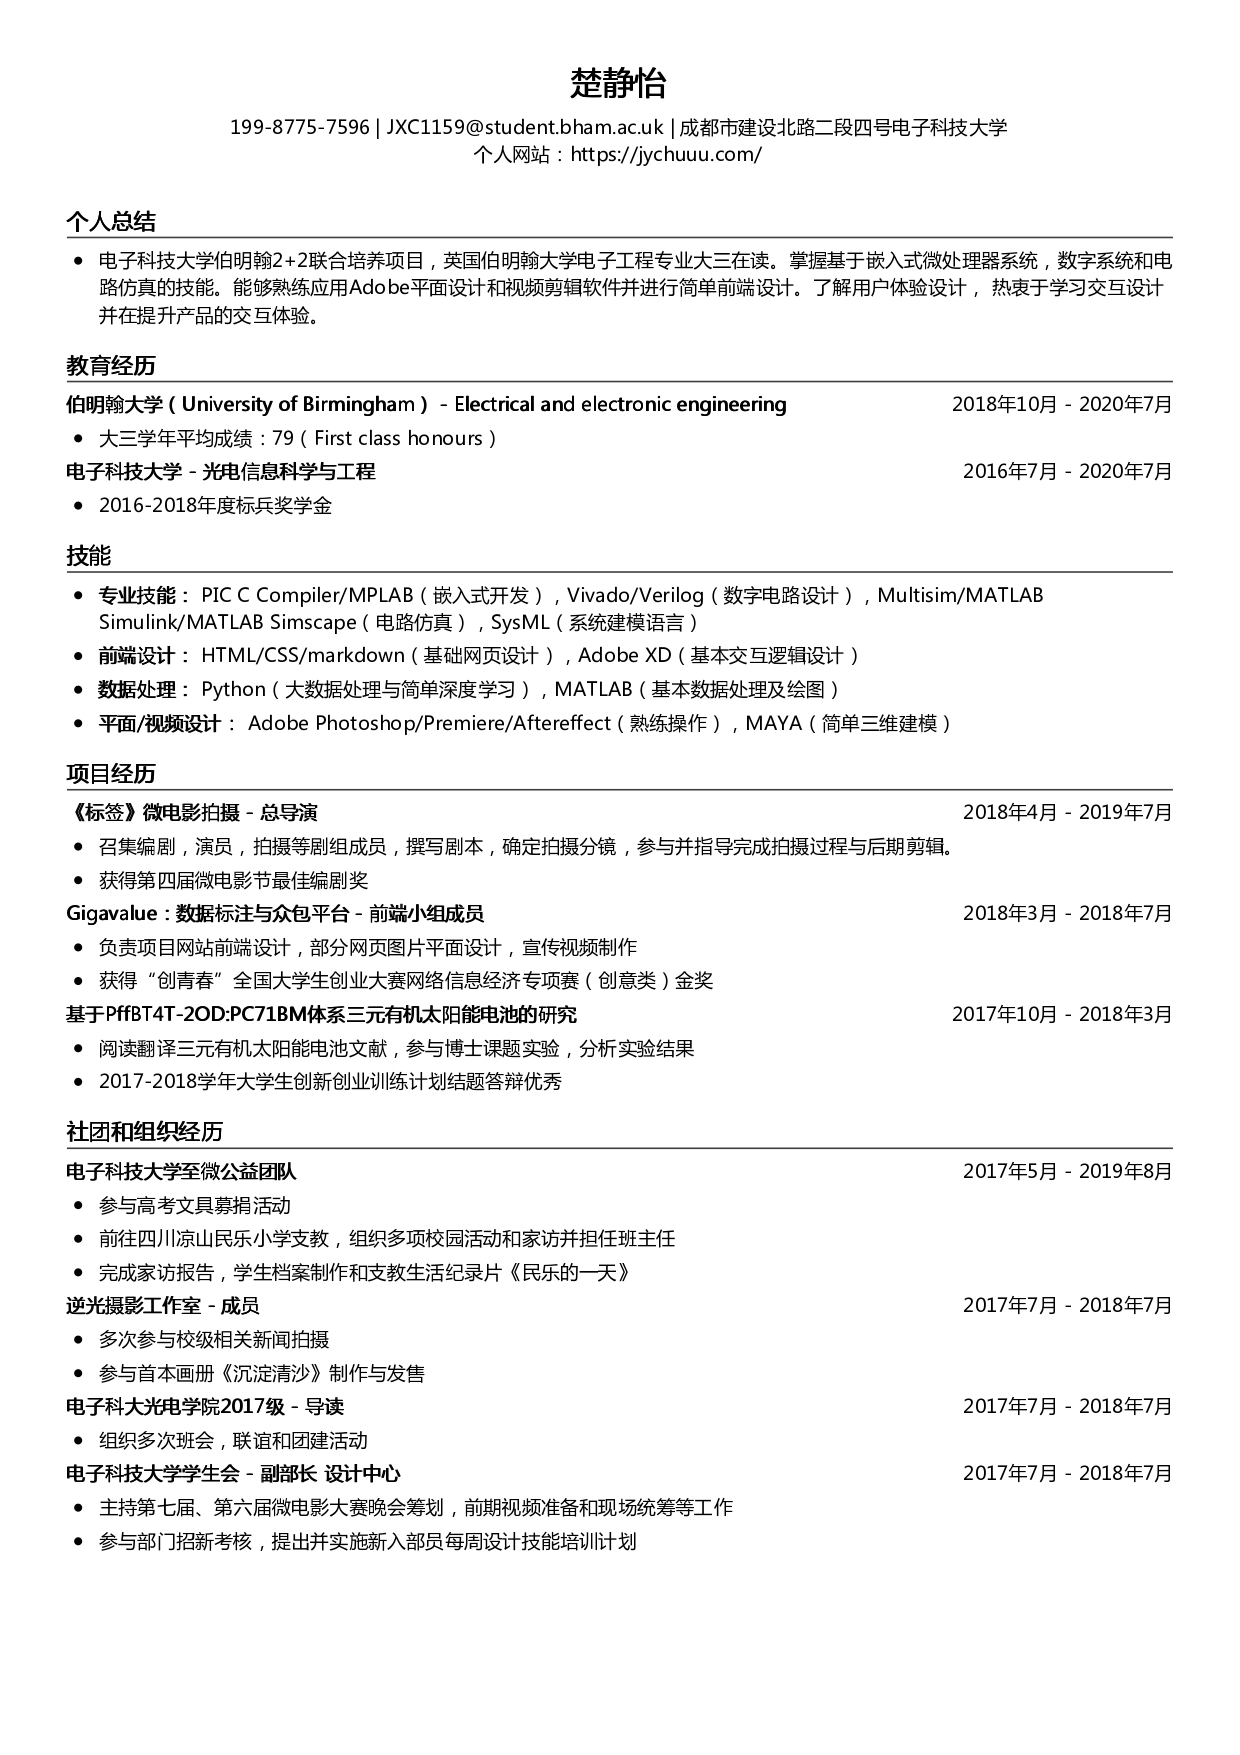 楚静怡
199-8775-7596 | JXC1159@student.bham.ac.uk | 成都市建设北路二段四号电子科技大学
个人网站：https://jychuuu.com/
个人总结
• 电子科技大学伯明翰2+2联合培养项目，英国伯明翰大学电子工程专业大三在读。掌握基于嵌入式微处理器系统，数字系统和电
路仿真的技能。能够熟练应用Adobe平面设计和视频剪辑软件并进行简单前端设计。了解用户体验设计， 热衷于学习交互设计
并在提升产品的交互体验。
教育经历
伯明翰大学（University of Birmingham） - Electrical and electronic engineering 2018年10月 - 2020年7月
• 大三学年平均成绩：79（First class honours）
电子科技大学 - 光电信息科学与工程 2016年7月 - 2020年7月
• 2016-2018年度标兵奖学金
技能
• 专业技能： PIC C Compiler/MPLAB（嵌入式开发），Vivado/Verilog（数字电路设计），Multisim/MATLAB
Simulink/MATLAB Simscape（电路仿真），SysML（系统建模语言）
• 前端设计： HTML/CSS/markdown（基础网页设计），Adobe XD（基本交互逻辑设计）
• 数据处理： Python（大数据处理与简单深度学习），MATLAB（基本数据处理及绘图）
• 平面/视频设计： Adobe Photoshop/Premiere/Aftereffect（熟练操作），MAYA（简单三维建模）
项目经历
《标签》微电影拍摄 - 总导演 2018年4月 - 2019年7月
• 召集编剧，演员，拍摄等剧组成员，撰写剧本，确定拍摄分镜，参与并指导完成拍摄过程与后期剪辑。
• 获得第四届微电影节最佳编剧奖
Gigavalue：数据标注与众包平台 - 前端小组成员 2018年3月 - 2018年7月
• 负责项目网站前端设计，部分网页图片平面设计，宣传视频制作
• 获得“创青春”全国大学生创业大赛网络信息经济专项赛（创意类）金奖
基于PffBT4T-2OD:PC71BM体系三元有机太阳能电池的研究 2017年10月 - 2018年3月
• 阅读翻译三元有机太阳能电池文献，参与博士课题实验，分析实验结果
• 2017-2018学年大学生创新创业训练计划结题答辩优秀
社团和组织经历
电子科技大学至微公益团队 2017年5月 - 2019年8月
• 参与高考文具募捐活动
• 前往四川凉山民乐小学支教，组织多项校园活动和家访并担任班主任
• 完成家访报告，学生档案制作和支教生活纪录片《民乐的一天》
逆光摄影工作室 - 成员 2017年7月 - 2018年7月
• 多次参与校级相关新闻拍摄
• 参与首本画册《沉淀清沙》制作与发售
电子科大光电学院2017级 - 导读 2017年7月 - 2018年7月
• 组织多次班会，联谊和团建活动
电子科技大学学生会 - 副部长 设计中心 2017年7月 - 2018年7月
• 主持第七届、第六届微电影大赛晚会筹划，前期视频准备和现场统筹等工作
• 参与部门招新考核，提出并实施新入部员每周设计技能培训计划